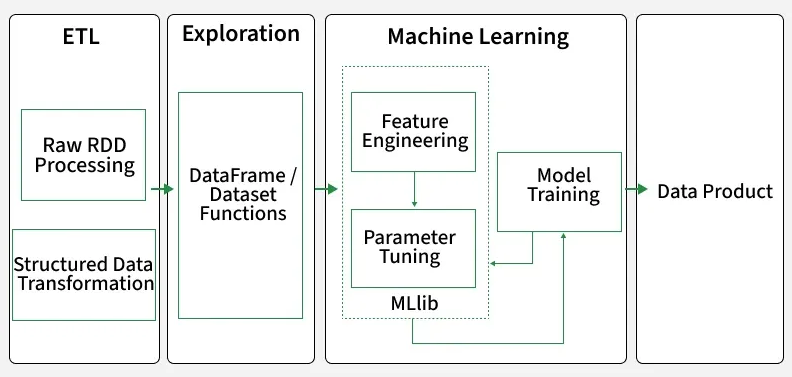 ETL
Raw RDD
Processing
Structured Data
Transformation
Exploration
DataFrame /
Dataset
Functions
Machine Learning
Feature
Engineering
Parameter
Tuning
MLlib
Model
Training
Data Product